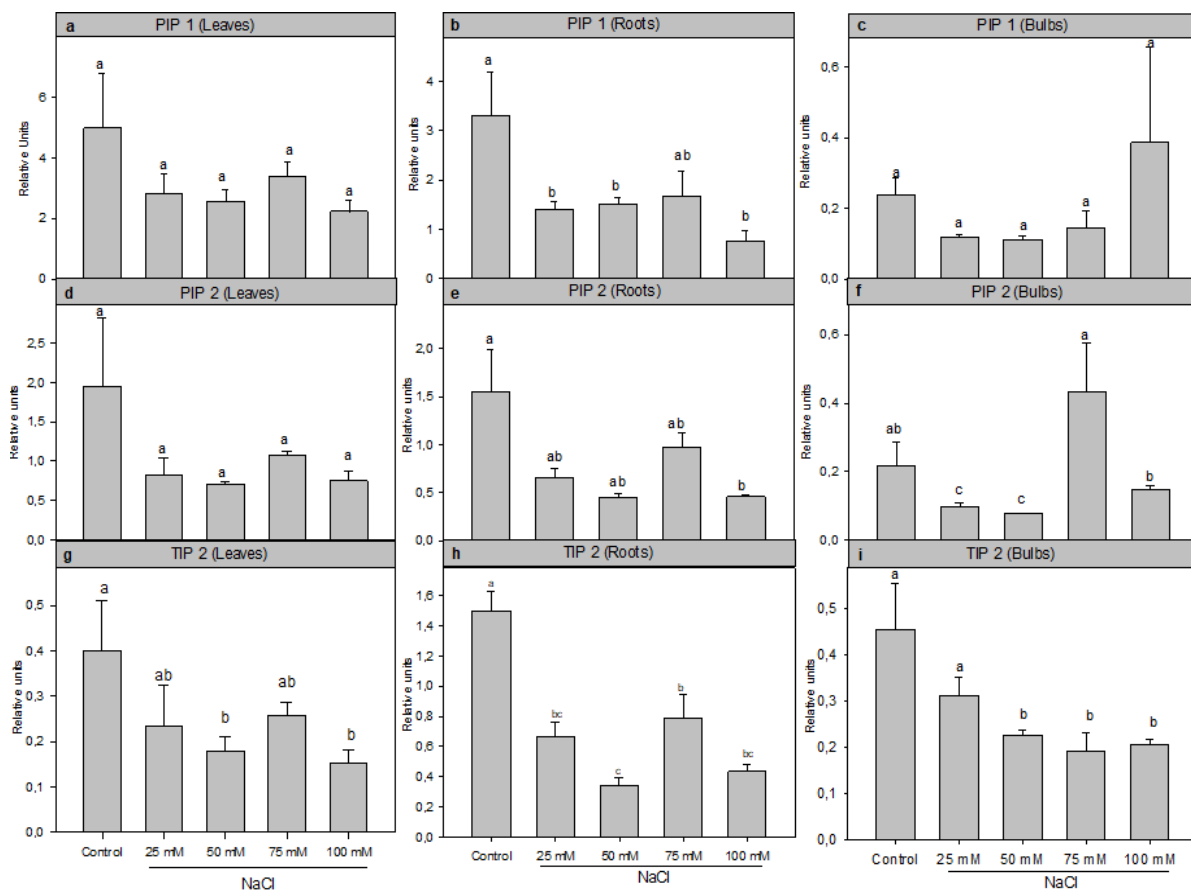 a PIP 1 (Leaves)
Relative Units
6
4
2
0
a a a a a
b PIP 1 (Roots)
Relative units
4
3
2
1
0
a b b ab b
c PIP 1 (Bulbs)
Relative units
0,6
0,4
0,2
0,0
a a a a a
d PIP 2 (Leaves)
Relative units
2,5
2,0
1,5
1,0
0,5
0,0
a a a a a
e PIP 2 (Roots)
Relative units
2,0
1,5
1,0
0,5
0,0
a ab ab ab b
f PIP 2 (Bulbs)
Relative units
0,6
0,4
0,2
0,0
ab c c a b
g TIP 2 (Leaves)
Relative units
0,5
0,4
0,3
0,2
0,1
0,0
a ab b ab b
Control 25 mM 50 mM 75 mM 100 mM
NaCl
h TIP 2 (Roots)
Relative units
1,6
1,4
1,2
1,0
0,8
0,6
0,4
0,2
0,0
a bc c b bc
Control 25 mM 50 mM 75 mM 100 mM
NaCl
i TIP 2 (Bulbs)
Relative units
0,5
0,4
0,3
0,2
0,1
0,0
a a b b b
Control 25 mM 50 mM 75 mM 100 mM
NaCl